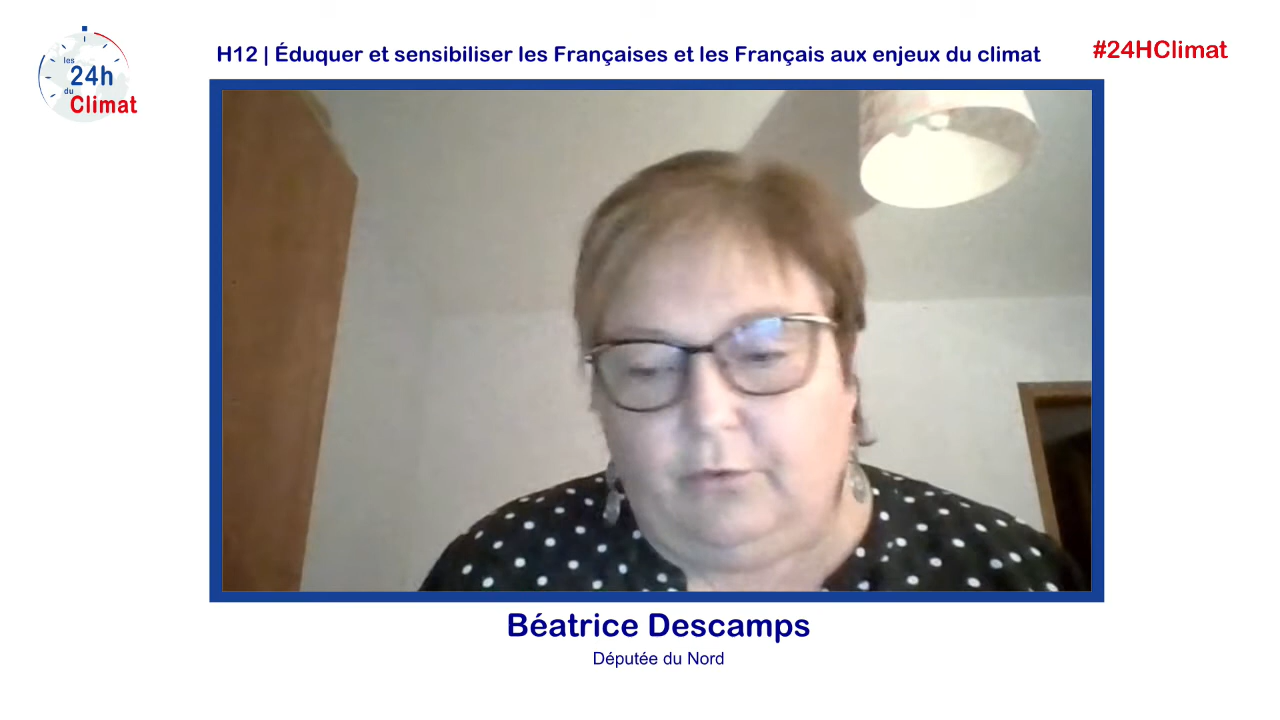 H12 | Éduquer et sensibiliser les Françaises et les Français aux enjeux du climat
#24HClimat
les
24h
du
Climat
Béatrice Descamps
Députée du Nord